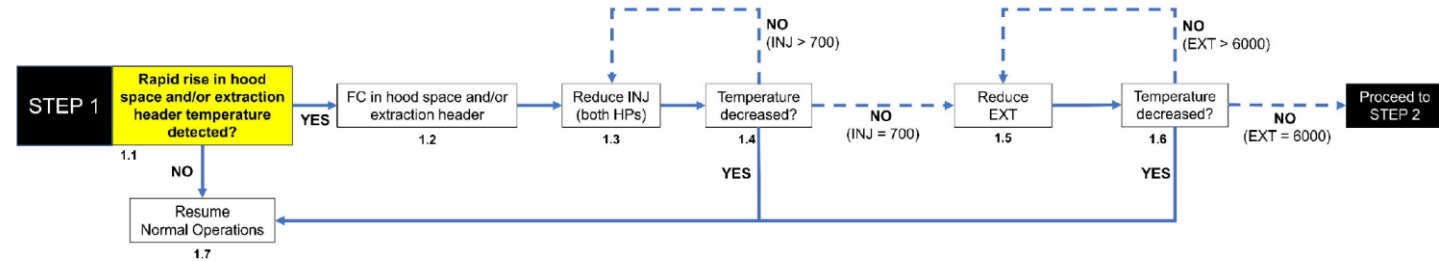 STEP 1
Rapid rise in hood
space and/or extraction
header temperature
detected?
1.1
YES
FC in hood space and/or
extraction header
1.2
Reduce INJ
(both HPs)
1.3
NO
(INJ > 700)
Temperature
decreased?
1.4
NO
(INJ = 700)
YES
Reduce
EXT
1.5
NO
(EXT > 6000)
Temperature
decreased?
1.6
NO
(EXT = 6000)
YES
Proceed to
STEP 2
NO
Resume
Normal Operations
1.7